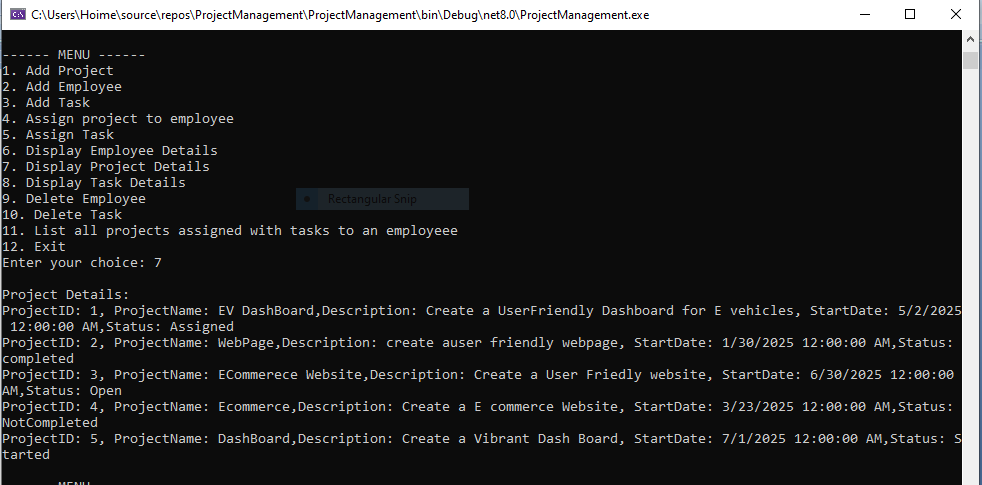 C:\Users\Hoime\source\repos\ProjectManagement\ProjectManagement\bin\Debug\net8.0\ProjectManagement.exe
------ MENU ------
1. Add Project
2. Add Employee
3. Add Task
4. Assign project to employee
5. Assign Task
6. Display Employee Details
7. Display Project Details
8. Display Task Details
9. Delete Employee
Rectangular Snip
10. Delete Task
11. List all projects assigned with tasks to an employeee
12. Exit
Enter your choice: 7
Project Details:
ProjectID: 1, ProjectName: EV DashBoard,Description: Create a UserFriendly Dashboard for E vehicles, StartDate: 5/2/2025
12:00:00 AM,Status: Assigned
ProjectID: 2, ProjectName: WebPage,Description: create auser friendly webpage, StartDate: 1/30/2025 12:00:00 AM,Status:
completed
ProjectID: 3, ProjectName: ECommerece Website,Description: Create a User Friedly website, StartDate: 6/30/2025 12:00:00
AM,Status: Open
ProjectID: 4, ProjectName: Ecommerce,Description: Create a E commerce Website, StartDate: 3/23/2025 12:00:00 AM,Status:
NotCompleted
ProjectID: 5, ProjectName: DashBoard,Description: Create a Vibrant Dash Board, StartDate: 7/1/2025 12:00:00 AM,Status: S
tarted
MENU